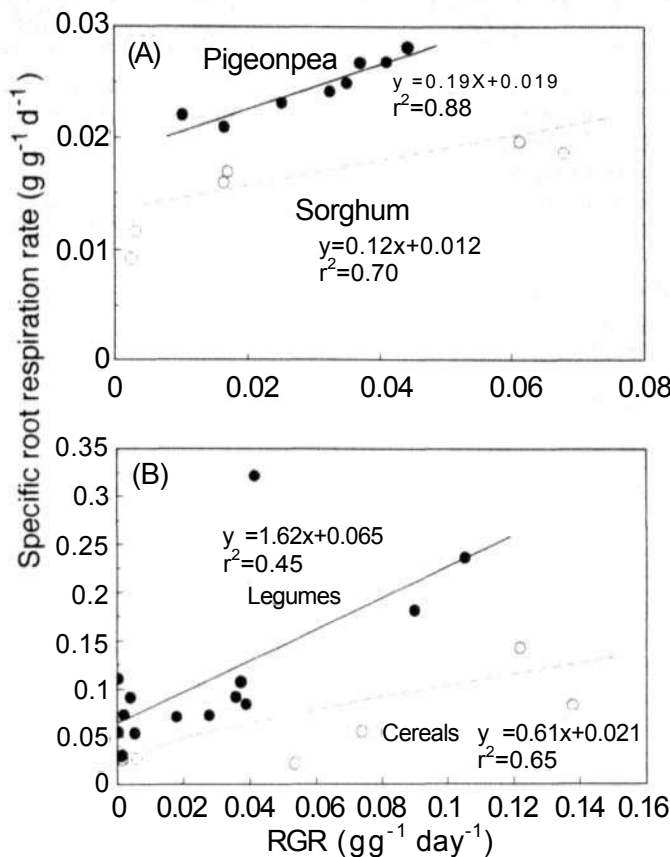 Specific root respiration rate (g g⁻¹ d⁻¹)
0.03
0.02
0.01
0
(A)
Pigeonpea
y =0.19X+0.019
r²=0.88
Sorghum
y=0.12x+0.012
r²=0.70
0
0.02
0.04
0.06
0.08
0.35
0.3
0.25
0.2
0.15
0.1
0.05
0
(B)
y =1.62x+0.065
r²=0.45
Legumes
Cereals
y =0.61x+0.021
r²=0.65
0
0.02
0.04
0.06
0.08
0.1
0.12
0.14
0.16
RGR (gg⁻¹ day⁻¹)